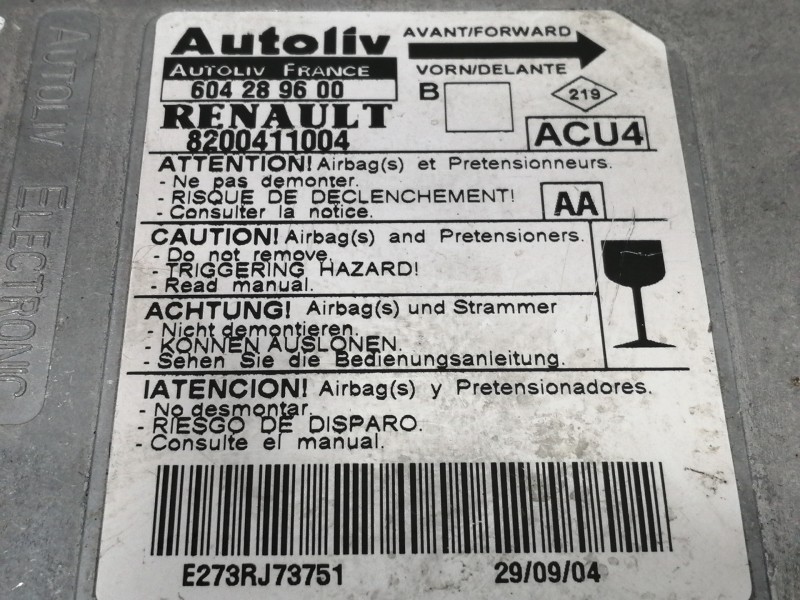 Autoliv
AVANT/FORWARD
AUTOLIV FRANCE
VORN/DELANTE
604 28 96 00
B
219
RENAULT
8200411004
ACU4
ATTENTION! Airbag(s) et Pretensionneurs.
- Ne pas demonter.
- RISQUE DE DECLENCHEMENT!
- Consulter la notice.
AA
CAUTION! Airbag(s) and Pretensioners.
- Do not remove.
- TRIGGERING HAZARD!
- Read manual.
ACHTUNG! Airbag(s) und Strammer
- Nicht demontieren.
- KONNEN AUSLONEN.
- Sehen Sie die Bedienungsanleitung.
IATENCION! Airbag(s) y Pretensionadores.
- No desmontar.
- RIESGO DE DISPARO.
- Consulte el manual.
E273RJ73751
29/09/04
AUTOLIV ELECTRONIC